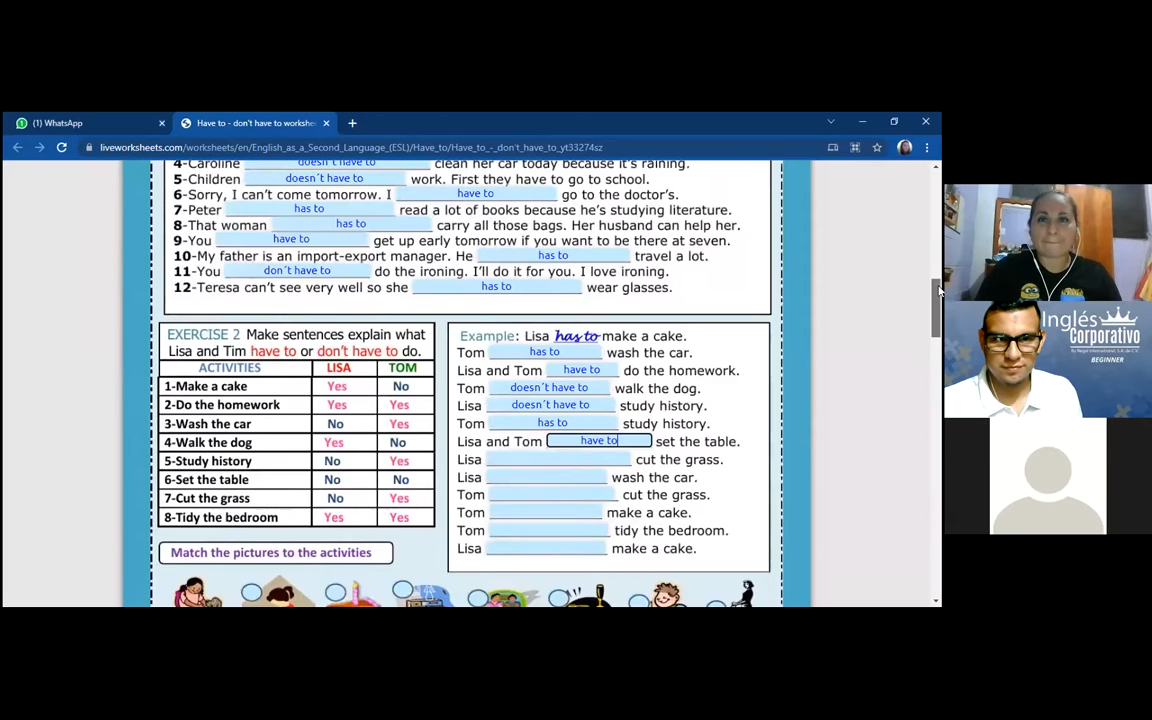 (1) WhatsApp
Have to - don't have to workshe
liveworksheets.com/worksheets/en/English_as_a_Second_Language_(ESL)/Have_to/Have_to_-_don't_have_to_yt33274sz
4-Caroline doesn´t have to clean her car today because it's raining.
5-Children doesn´t have to work. First they have to go to school.
6-Sorry, I can't come tomorrow. I have to go to the doctor's.
7-Peter has to read a lot of books because he's studying literature.
8-That woman has to carry all those bags. Her husband can help her.
9-You have to get up early tomorrow if you want to be there at seven.
10-My father is an import-export manager. He has to travel a lot.
11-You don´t have to do the ironing. I'll do it for you. I love ironing.
12-Teresa can't see very well so she has to wear glasses.
EXERCISE 2 Make sentences explain what
Lisa and Tim have to or don't have to do.
ACTIVITIES LISA TOM
1-Make a cake Yes No
2-Do the homework Yes Yes
3-Wash the car No Yes
4-Walk the dog Yes No
5-Study history No Yes
6-Set the table No No
7-Cut the grass No Yes
8-Tidy the bedroom Yes Yes
Match the pictures to the activities
Example: Lisa has to make a cake.
Tom has to wash the car.
Lisa and Tom have to do the homework.
Tom doesn´t have to walk the dog.
Lisa doesn´t have to study history.
Tom has to study history.
Lisa and Tom have to set the table.
Lisa cut the grass.
Lisa wash the car.
Tom cut the grass.
Tom make a cake.
Tom tidy the bedroom.
Lisa make a cake.
Inglés
Corporativo
By Regal International, S.A. de C.V.
BEGINNER